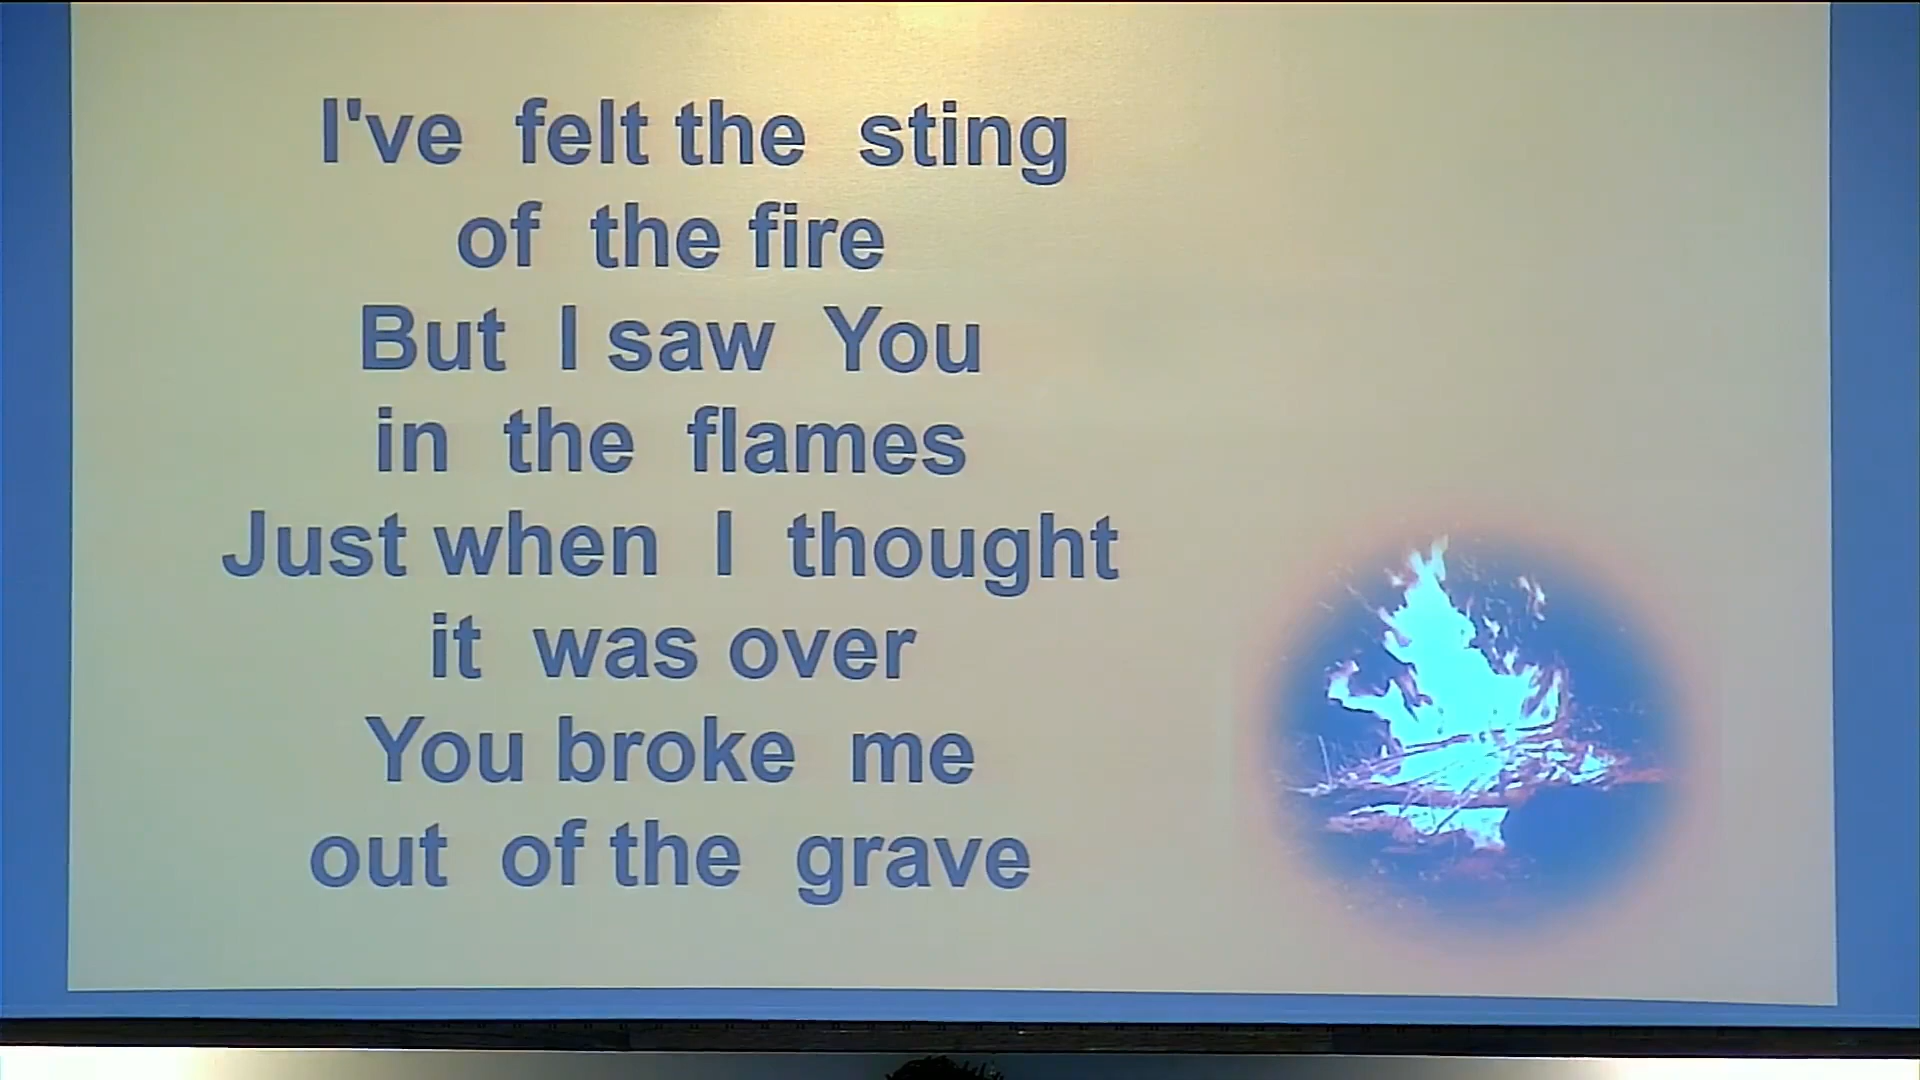 I've felt the sting
of the fire
But I saw You
in the flames
Just when I thought
it was over
You broke me
out of the grave